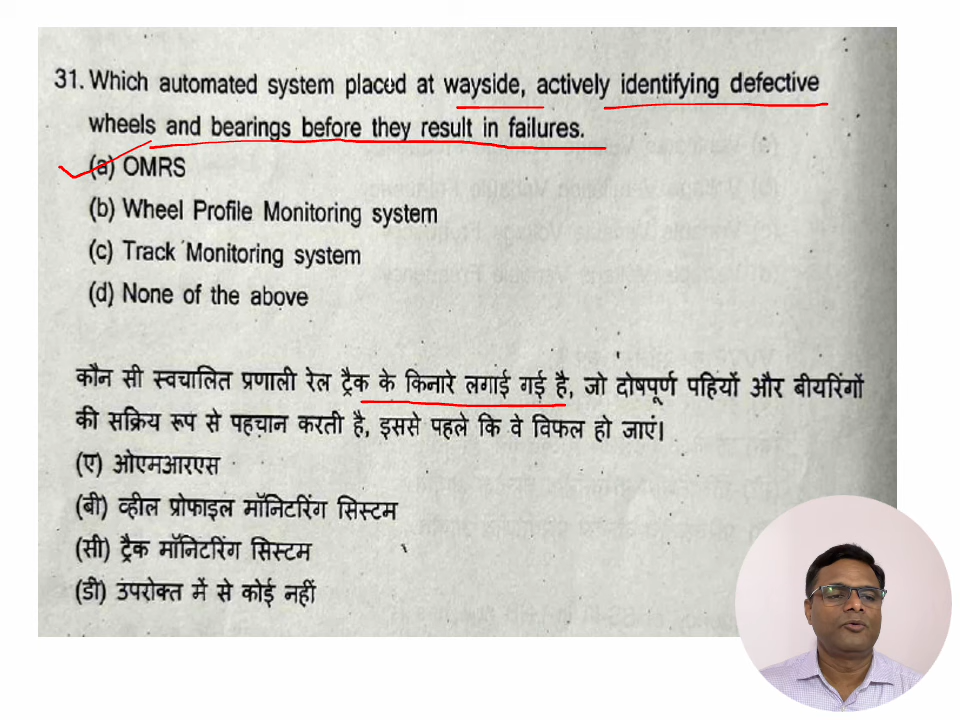 31. Which automated system placed at wayside, actively identifying defective
wheels and bearings before they result in failures.
(a) OMRS
(b) Wheel Profile Monitoring system
(c) Track Monitoring system
(d) None of the above
कौन सी स्वचालित प्रणाली रेल ट्रैक के किनारे लगाई गई है, जो दोषपूर्ण पहियों और बीयरिंगों
की सक्रिय रूप से पहचान करती है, इससे पहले कि वे विफल हो जाएं।
(ए) ओएमआरएस
(बी) व्हील प्रोफाइल मॉनिटरिंग सिस्टम
(सी) ट्रैक मॉनिटरिंग सिस्टम
(डी) उपरोक्त में से कोई नहीं